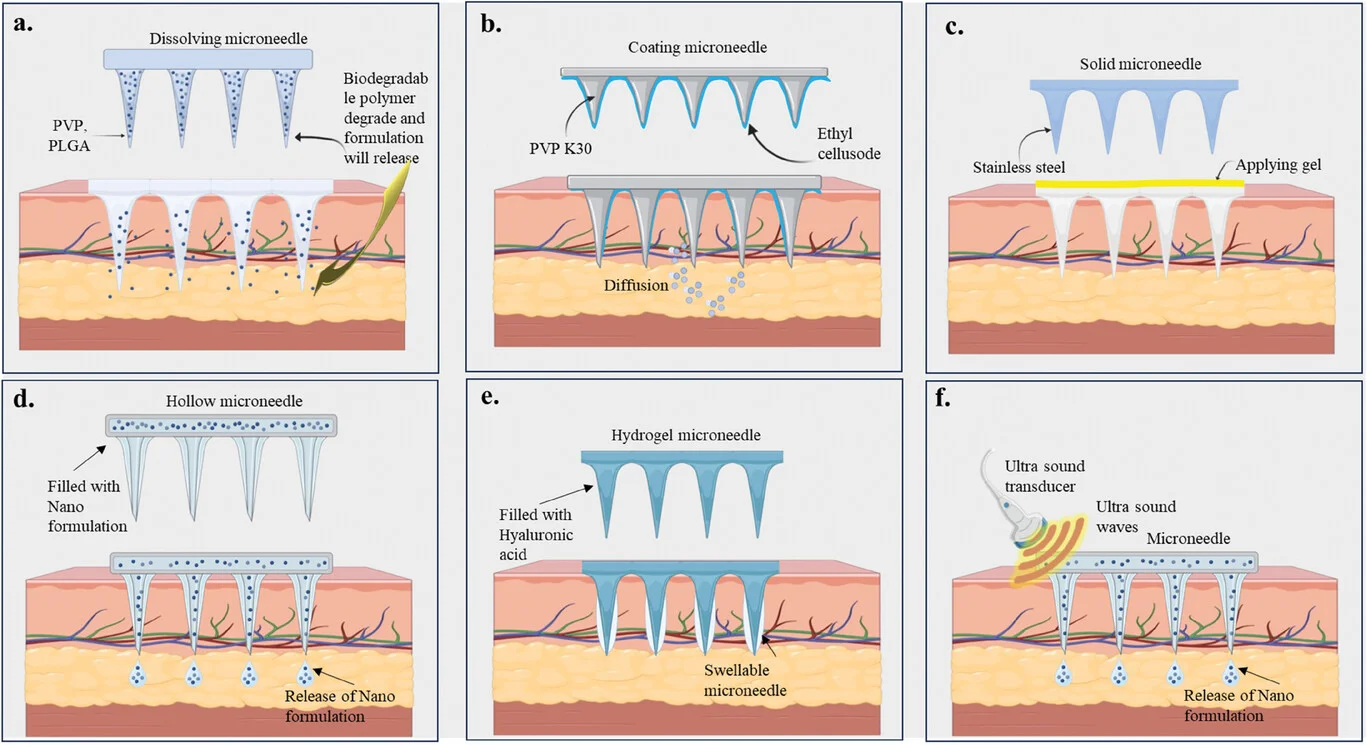 a.
Dissolving microneedle
Biodegradab
le polymer
degrade and
formulation
will release
PVP,
PLGA
b.
Coating microneedle
PVP K30
Ethyl
cellusode
Diffusion
c.
Solid microneedle
Stainless steel
Applying gel
d.
Hollow microneedle
Filled with
Nano
formulation
Release of Nano
formulation
e.
Hydrogel microneedle
Filled with
Hyaluronic
acid
Swellable
microneedle
f.
Ultra sound
transducer
Ultra sound
waves
Microneedle
Release of Nano
formulation